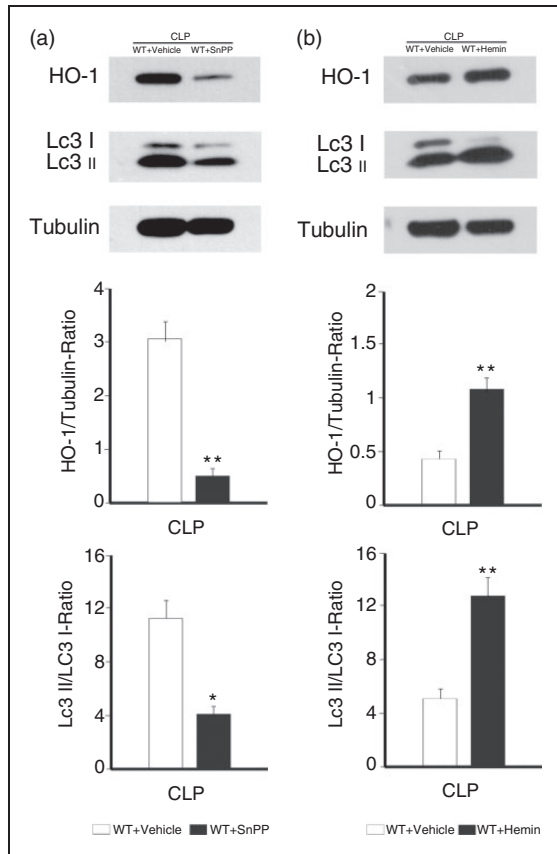 (a)
CLP
WT+Vehicle WT+SnPP
HO-1
Lc3 I
Lc3 II
Tubulin
4
3
2
1
0
HO-1/Tubulin-Ratio
**
CLP
16
12
8
4
0
Lc3 II/LC3 I-Ratio
*
CLP
WT+Vehicle WT+SnPP
(b)
CLP
WT+Vehicle WT+Hemin
HO-1
Lc3 I
Lc3 II
Tubulin
2
1.5
1
0.5
0
HO-1/Tubulin-Ratio
**
CLP
16
12
8
4
0
Lc3 II/LC3 I-Ratio
**
CLP
WT+Vehicle WT+Hemin